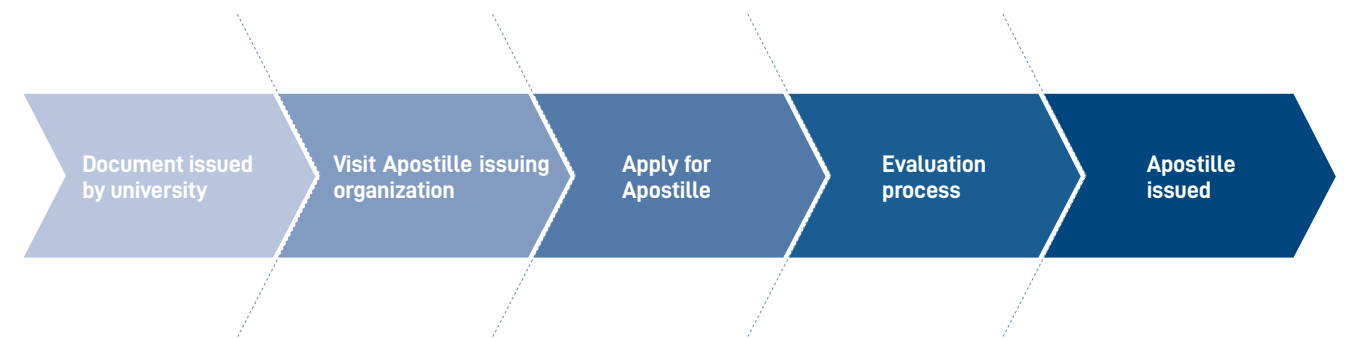 Document issued
by university
Visit Apostille issuing
organization
Apply for
Apostille
Evaluation
process
Apostille
issued